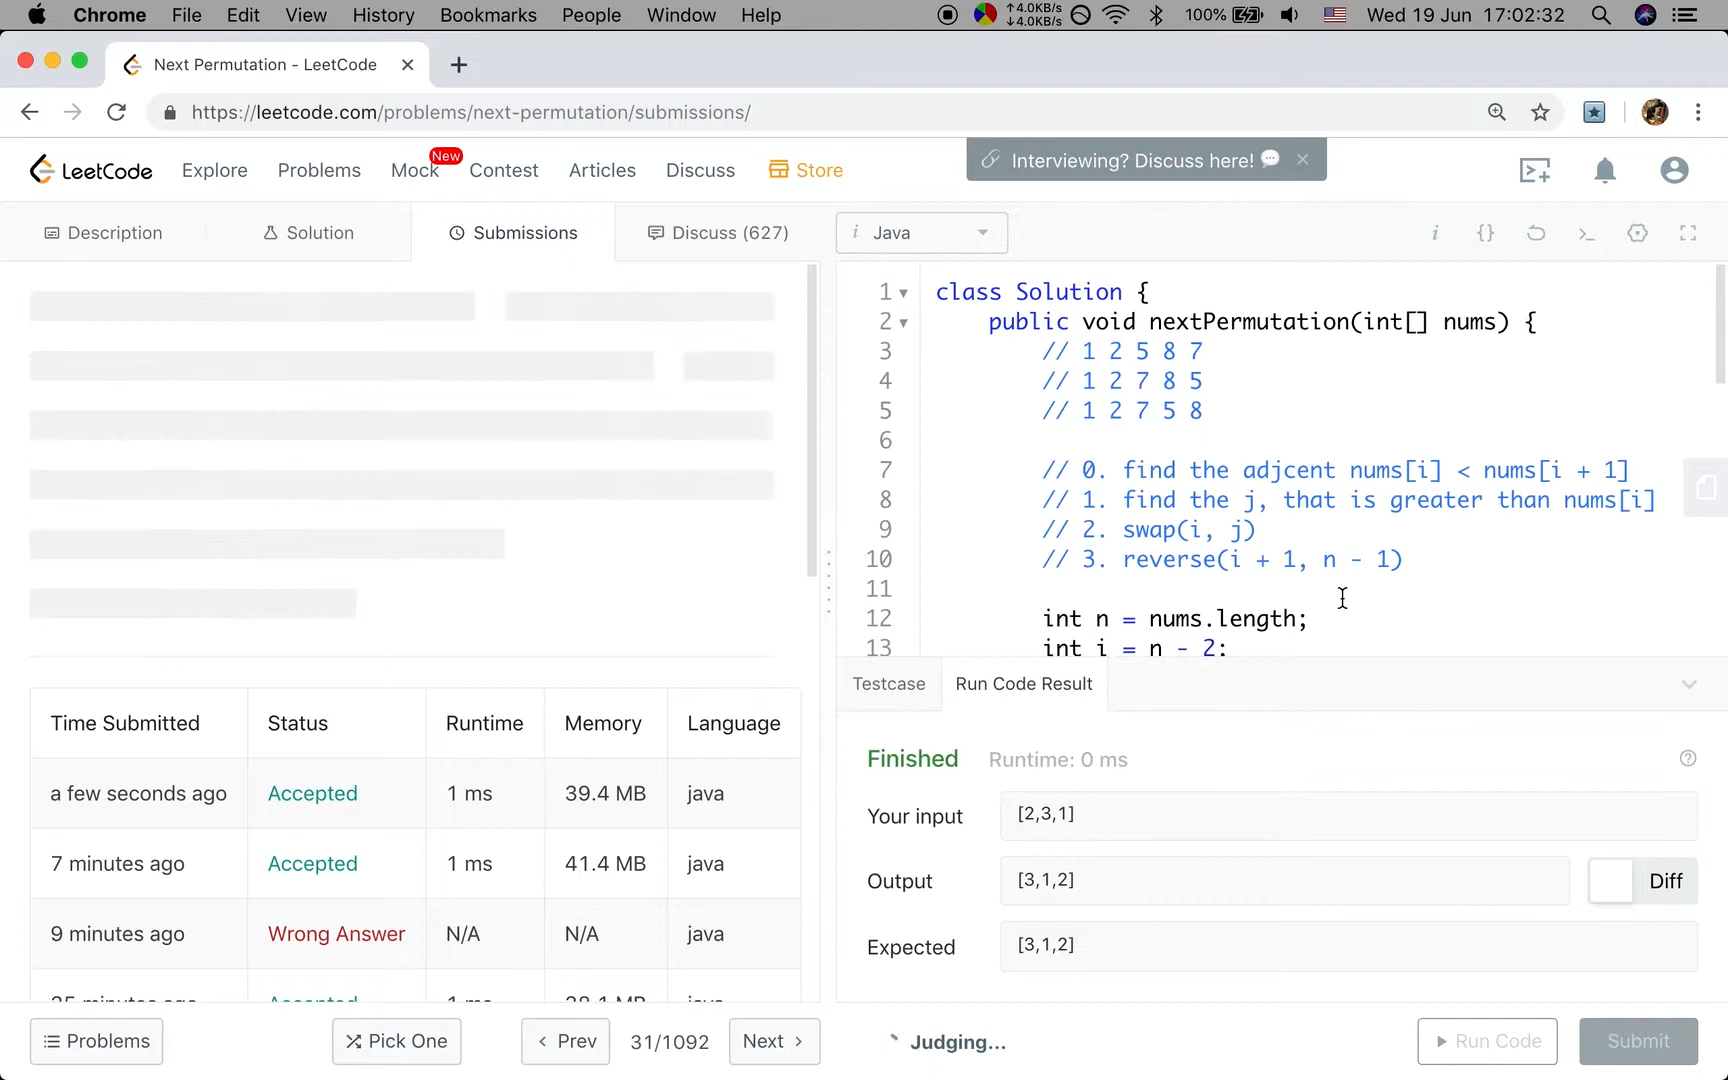 Chrome File Edit View History Bookmarks People Window Help
↑4.0KB/s
↓4.0KB/s
100%
Wed 19 Jun 17:02:32
Next Permutation - LeetCode
https://leetcode.com/problems/next-permutation/submissions/
LeetCode Explore Problems Mock New Contest Articles Discuss Store
Interviewing? Discuss here!
Description Solution Submissions Discuss (627)
i Java
1 class Solution {
2 public void nextPermutation(int[] nums) {
3 // 1 2 5 8 7
4 // 1 2 7 8 5
5 // 1 2 7 5 8
6
7 // 0. find the adjcent nums[i] < nums[i + 1]
8 // 1. find the j, that is greater than nums[i]
9 // 2. swap(i, j)
10 // 3. reverse(i + 1, n - 1)
11
12 int n = nums.length;
13 int i = n - 2;
Time Submitted Status Runtime Memory Language
a few seconds ago Accepted 1 ms 39.4 MB java
7 minutes ago Accepted 1 ms 41.4 MB java
9 minutes ago Wrong Answer N/A N/A java
Testcase Run Code Result
Finished Runtime: 0 ms
Your input [2,3,1]
Output [3,1,2] Diff
Expected [3,1,2]
Problems Pick One Prev 31/1092 Next
Judging... Run Code Submit